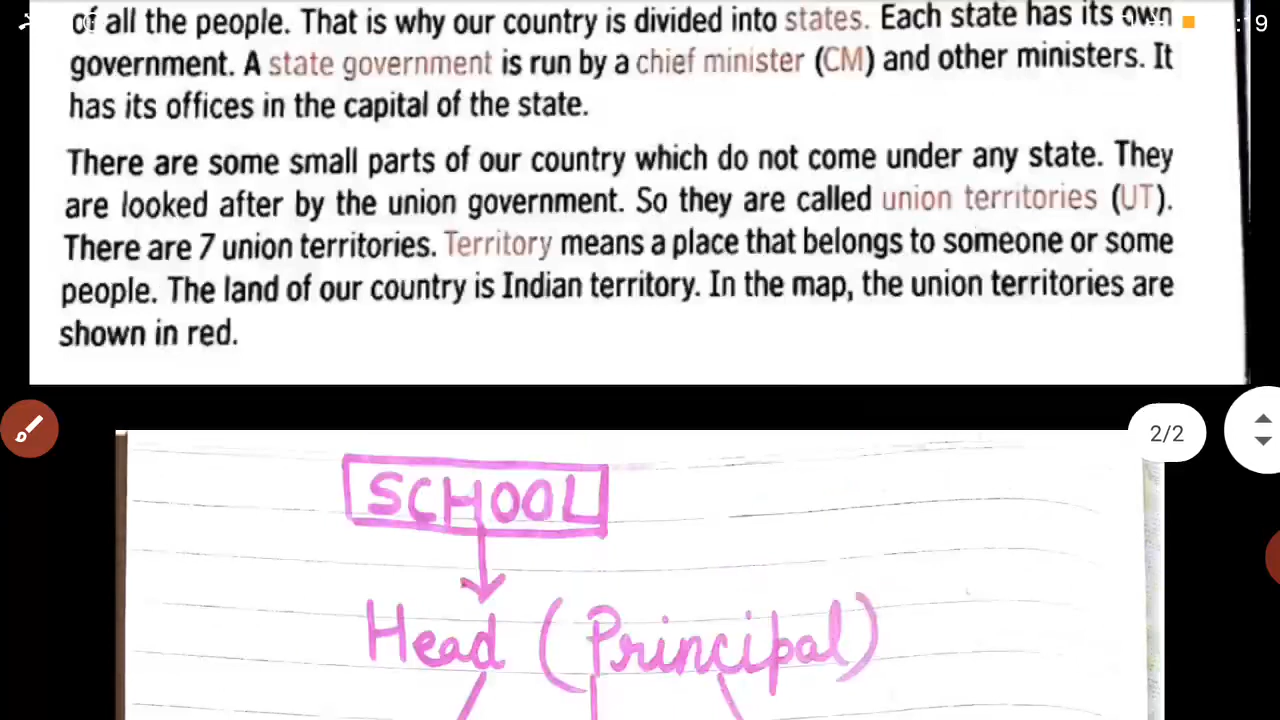 of all the people. That is why our country is divided into states. Each state has its own
government. A state government is run by a chief minister (CM) and other ministers. It
has its offices in the capital of the state.
There are some small parts of our country which do not come under any state. They
are looked after by the union government. So they are called union territories (UT).
There are 7 union territories. Territory means a place that belongs to someone or some
people. The land of our country is Indian territory. In the map, the union territories are
shown in red.
2/2
SCHOOL
Head (Principal)